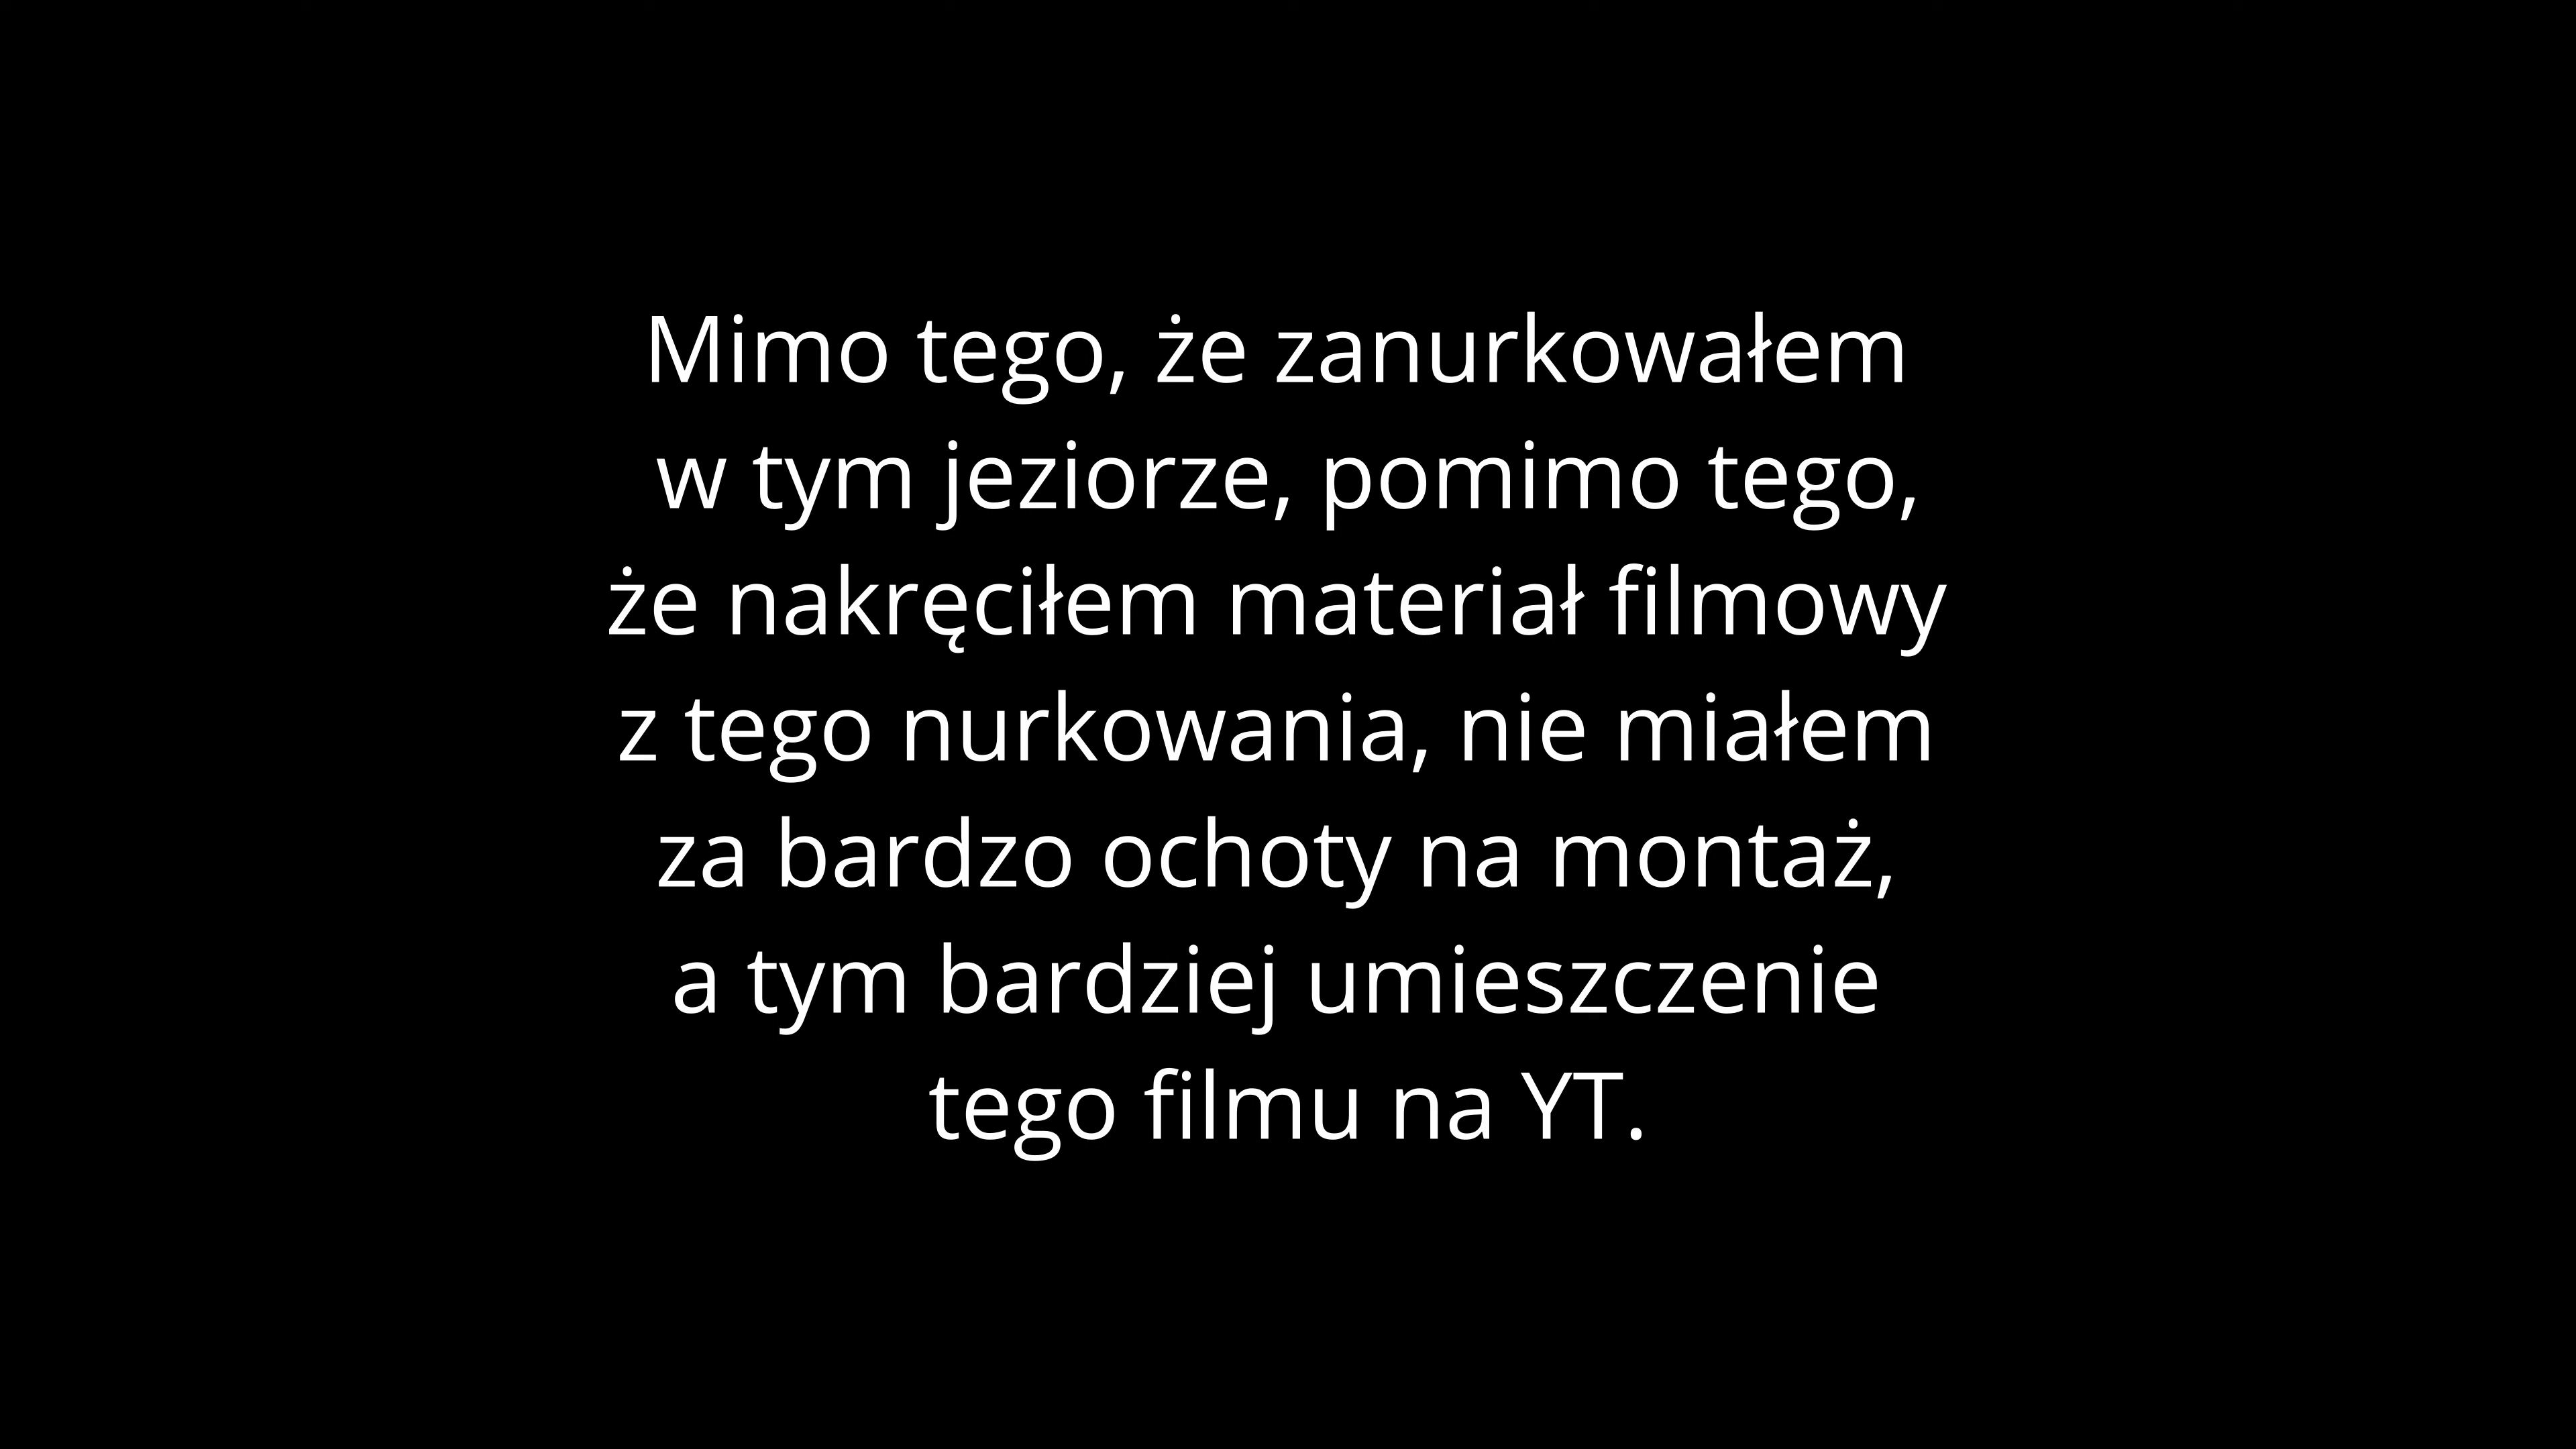 Mimo tego, że zanurkowałem
w tym jeziorze, pomimo tego,
że nakręciłem materiał filmowy
z tego nurkowania, nie miałem
za bardzo ochoty na montaż,
a tym bardziej umieszczenie
tego filmu na YT.